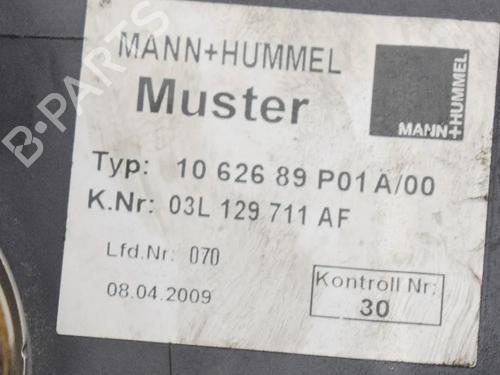 MANN+HUMMEL
Muster
MANN+HUMMEL
Typ: 10 626 89 P01 A/00
K.Nr: 03L 129 711 AF
Lfd.Nr: 070
08.04.2009
Kontroll Nr:
30
B-PARTS